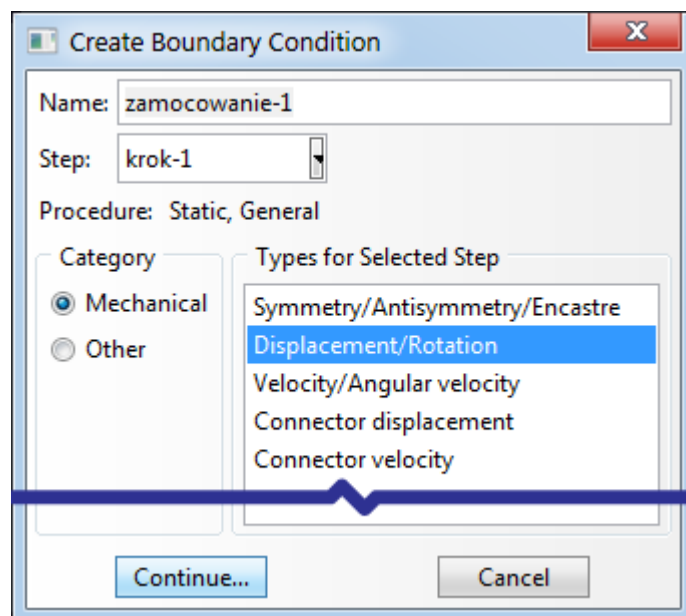 Create Boundary Condition
Name: zamocowanie-1
Step: krok-1
Procedure: Static, General
Category
Mechanical
Other
Types for Selected Step
Symmetry/Antisymmetry/Encastre
Displacement/Rotation
Velocity/Angular velocity
Connector displacement
Connector velocity
Continue... Cancel